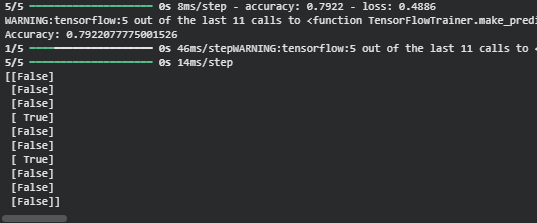 5/5 ━━━━━━━━━━━━━━━━━━━━ 0s 8ms/step - accuracy: 0.7922 - loss: 0.4886
WARNING:tensorflow:5 out of the last 11 calls to <function TensorFlowTrainer.make_predi
Accuracy: 0.7922077775001526
1/5 ━━━━━━━━━━━━━━━━━━━━ 0s 46ms/stepWARNING:tensorflow:5 out of the last 11 calls to <
5/5 ━━━━━━━━━━━━━━━━━━━━ 0s 14ms/step
[[False]
 [False]
 [False]
 [ True]
 [False]
 [False]
 [ True]
 [False]
 [False]
 [False]]